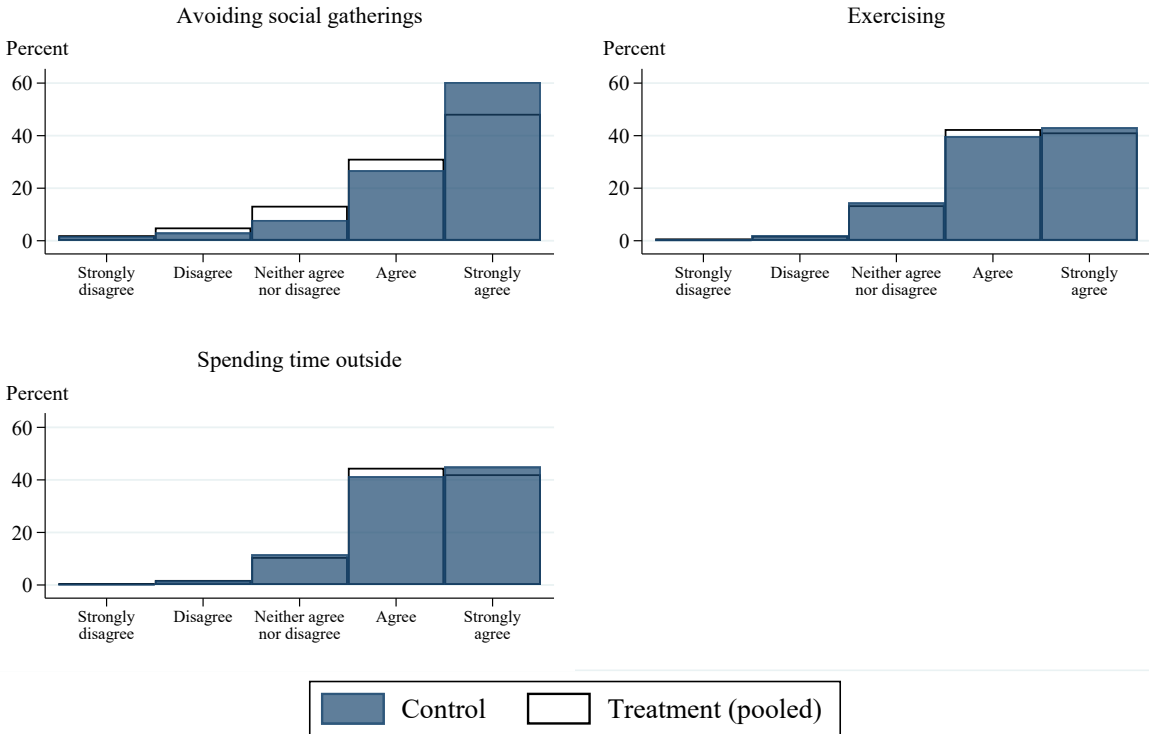 Avoiding social gatherings
Percent
60
40
20
0
Strongly
disagree
Disagree
Neither agree
nor disagree
Agree
Strongly
agree
Exercising
Percent
60
40
20
0
Strongly
disagree
Disagree
Neither agree
nor disagree
Agree
Strongly
agree
Spending time outside
Percent
60
40
20
0
Strongly
disagree
Disagree
Neither agree
nor disagree
Agree
Strongly
agree
Control
Treatment (pooled)